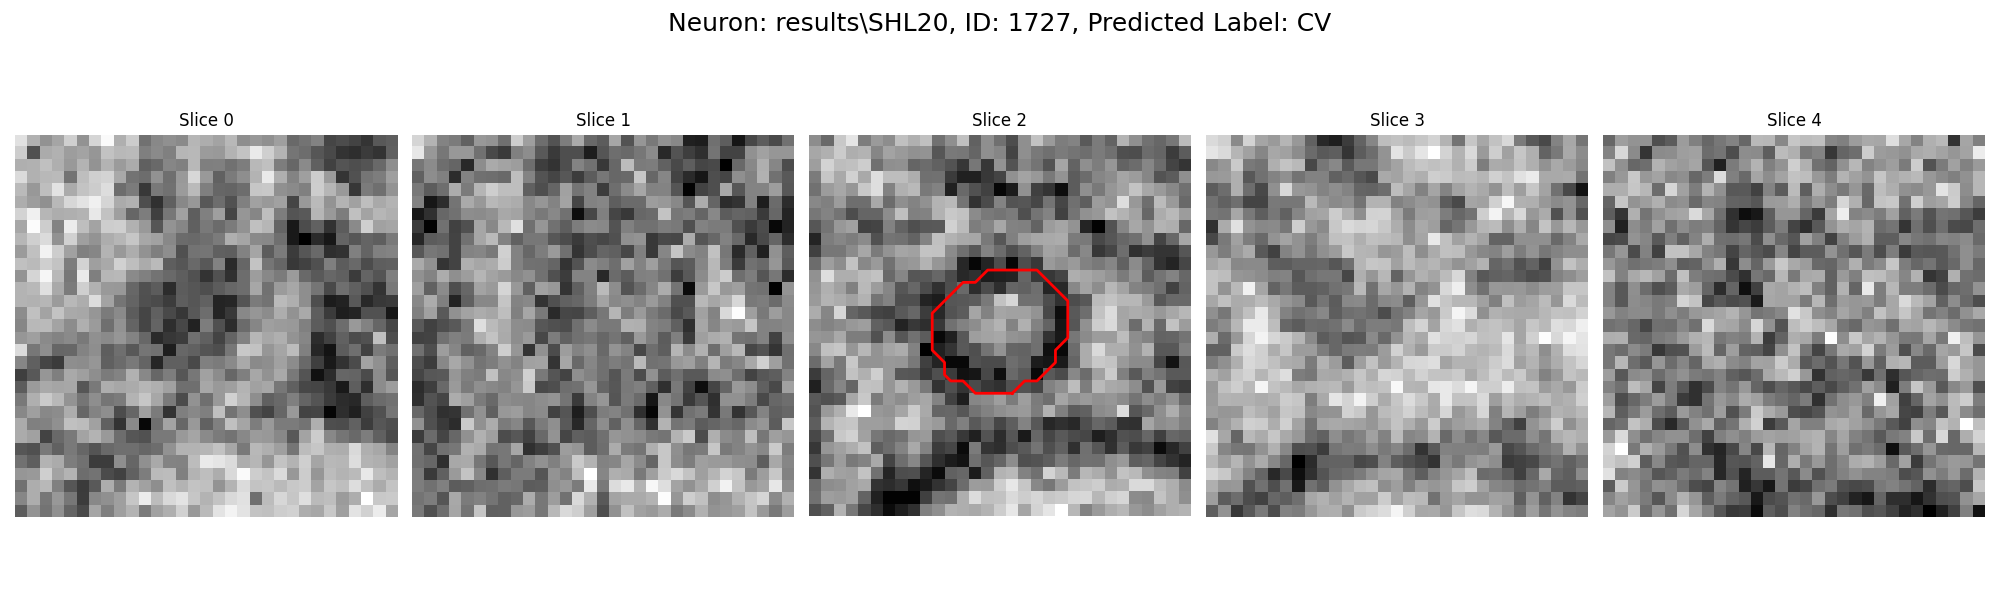 Neuron: results\SHL20, ID: 1727, Predicted Label: CV
Slice 0
Slice 1
Slice 2
Slice 3
Slice 4